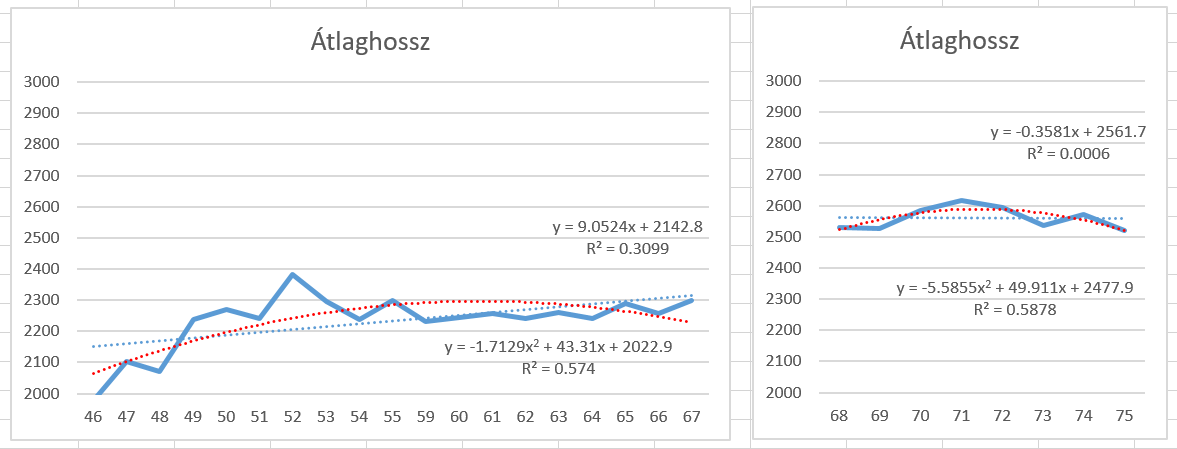 Átlaghossz
3000
2900
2800
2700
2600
2500
2400
2300
2200
2100
2000
y = 9.0524x + 2142.8
R² = 0.3099
y = -1.7129x² + 43.31x + 2022.9
R² = 0.574
46 47 48 49 50 51 52 53 54 55 59 60 61 62 63 64 65 66 67
Átlaghossz
3000
2900
2800
2700
2600
2500
2400
2300
2200
2100
2000
y = -0.3581x + 2561.7
R² = 0.0006
y = -5.5855x² + 49.911x + 2477.9
R² = 0.5878
68 69 70 71 72 73 74 75